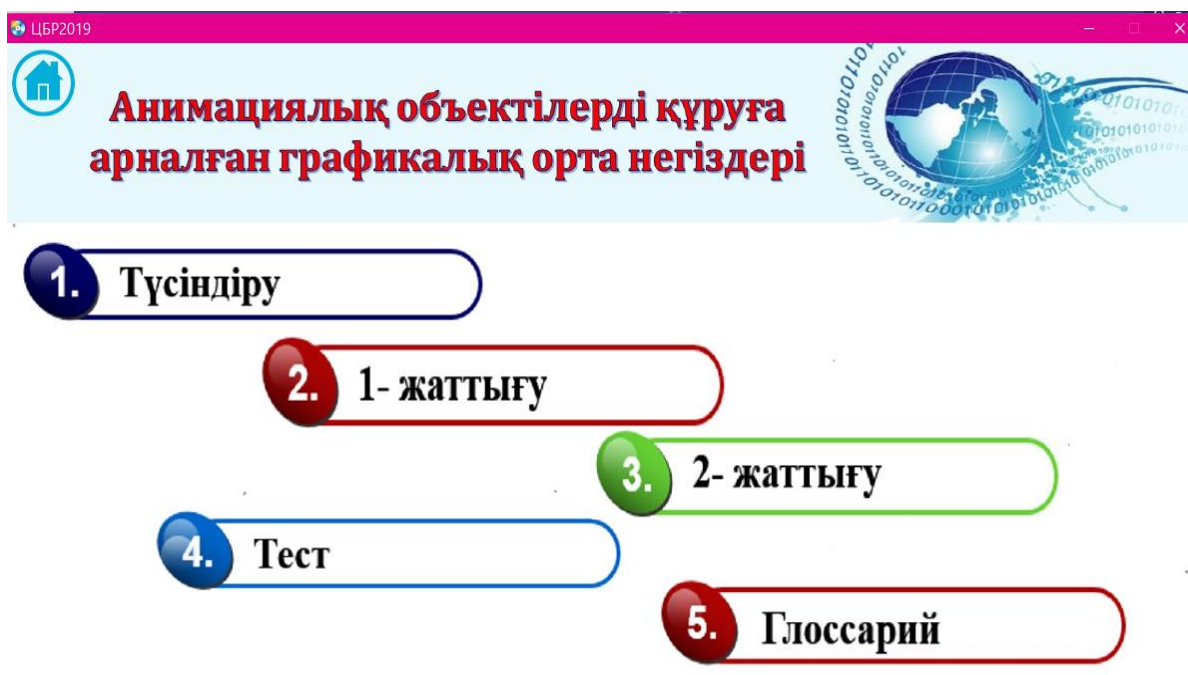 ЦБР2019
Анимациялық объектілерді құруға
арналған графикалық орта негіздері
1. Түсіндіру
2. 1- жаттығу
3. 2- жаттығу
4. Тест
5. Глоссарий